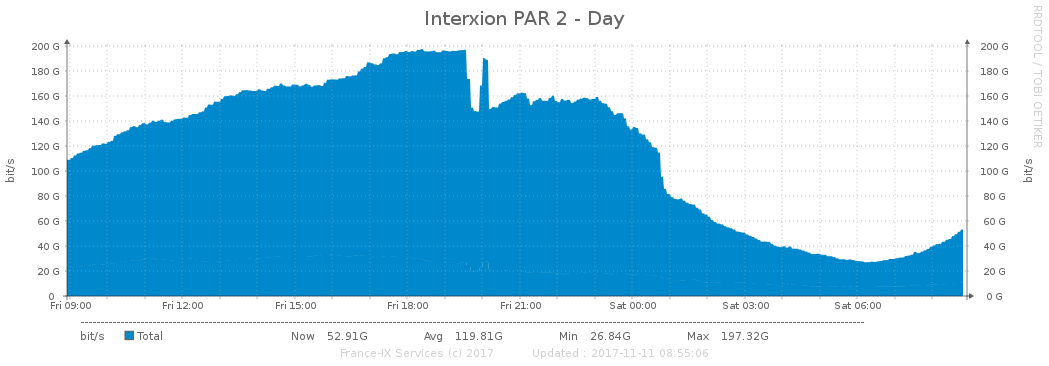 Interxion PAR 2 - Day
RRDTOOL / TOBI OETIKER
200 G 200 G
180 G 180 G
160 G 160 G
140 G 140 G
120 G 120 G
100 G 100 G
80 G 80 G
60 G 60 G
40 G 40 G
20 G 20 G
0 0 G
bit/s bit/s
Fri 09:00 Fri 12:00 Fri 15:00 Fri 18:00 Fri 21:00 Sat 00:00 Sat 03:00 Sat 06:00
bit/s Total Now 52.91G Avg 119.81G Min 26.84G Max 197.32G
France-IX Services (c) 2017 Updated : 2017-11-11 08:55:06